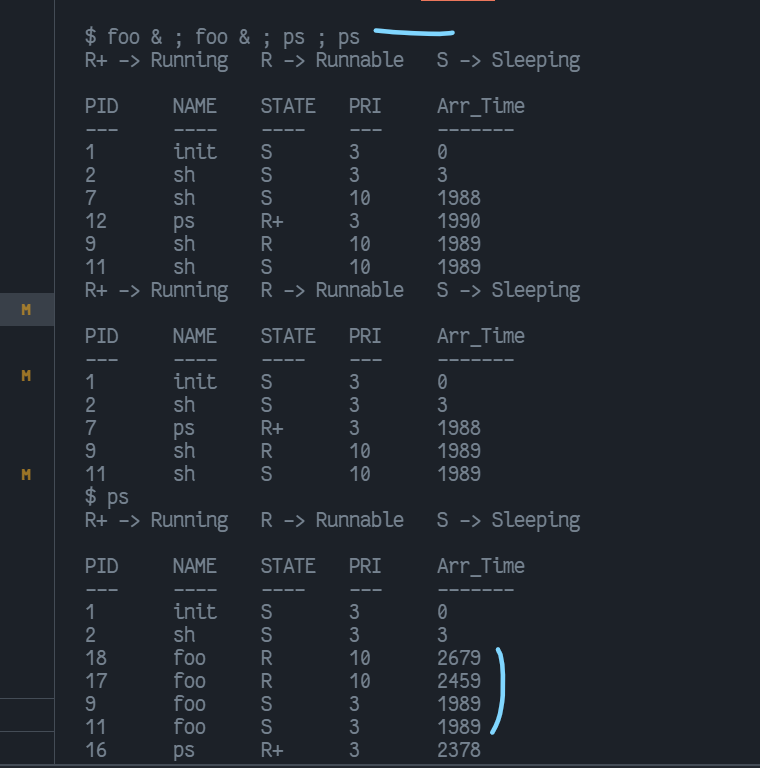 $ foo & ; foo & ; ps ; ps
R+ -> Running   R -> Runnable   S -> Sleeping
PID     NAME    STATE   PRI     Arr_Time
---     ----    ----    ---     -------
1       init    S       3       0
2       sh      S       3       3
7       sh      S       10      1988
12      ps      R+      3       1990
9       sh      R       10      1989
11      sh      S       10      1989
R+ -> Running   R -> Runnable   S -> Sleeping
PID     NAME    STATE   PRI     Arr_Time
---     ----    ----    ---     -------
1       init    S       3       0
2       sh      S       3       3
7       ps      R+      3       1988
9       sh      R       10      1989
11      sh      S       10      1989
$ ps
R+ -> Running   R -> Runnable   S -> Sleeping
PID     NAME    STATE   PRI     Arr_Time
---     ----    ----    ---     -------
1       init    S       3       0
2       sh      S       3       3
18      foo     R       10      2679
17      foo     R       10      2459
9       foo     S       3       1989
11      foo     S       3       1989
16      ps      R+      3       2378
M
M
M